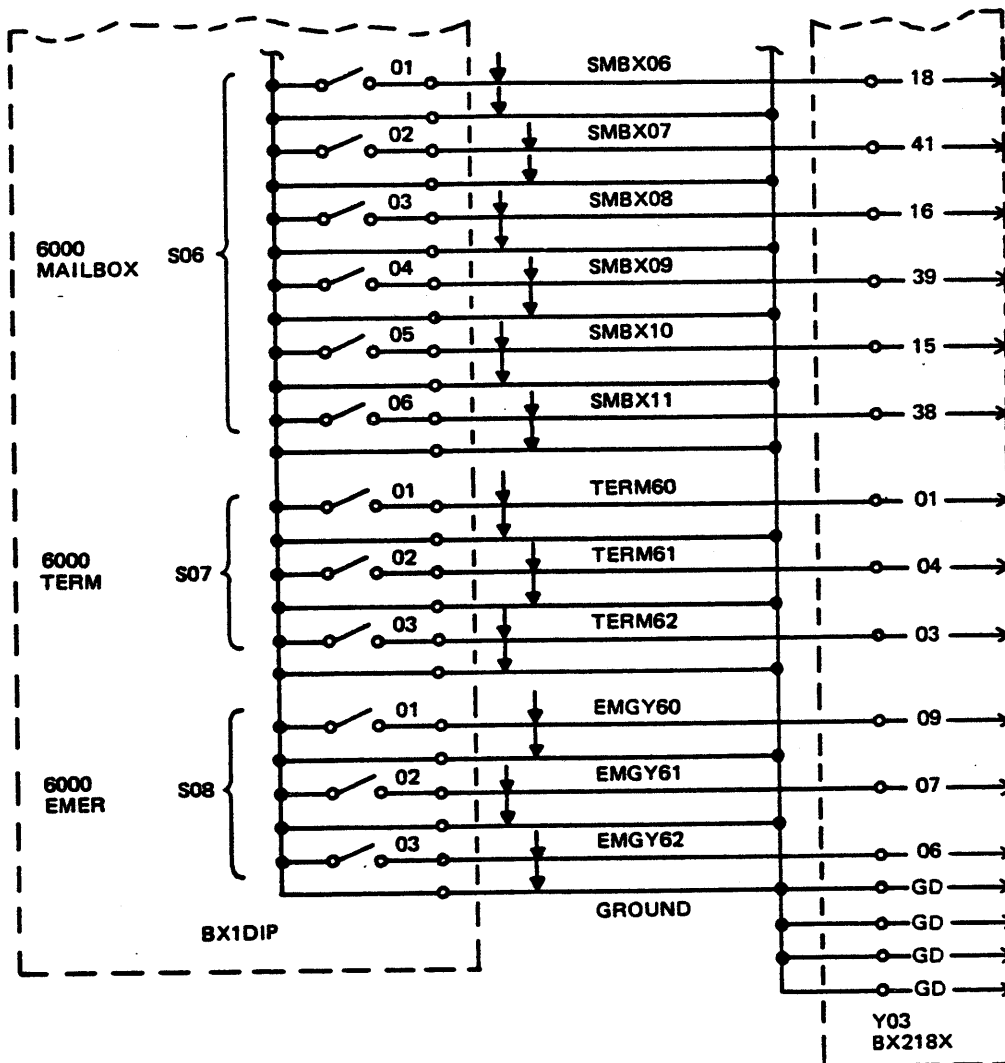 01 SMBX06 18
02 SMBX07 41
03 SMBX08 16
6000
MAILBOX S06
04 SMBX09 39
05 SMBX10 15
06 SMBX11 38
01 TERM60 01
6000
TERM S07
02 TERM61 04
03 TERM62 03
01 EMGY60 09
6000
EMER S08
02 EMGY61 07
03 EMGY62 06
GD
GROUND
GD
BX1DIP
GD
GD
Y03
BX218X